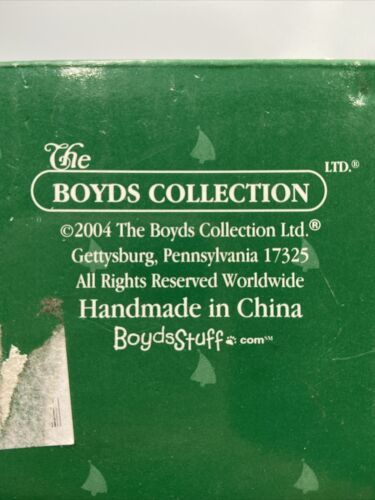 The
LTD.®
BOYDS COLLECTION
©2004 The Boyds Collection Ltd.®
Gettysburg, Pennsylvania 17325
All Rights Reserved Worldwide
Handmade in China
BoydsStuff.com℠